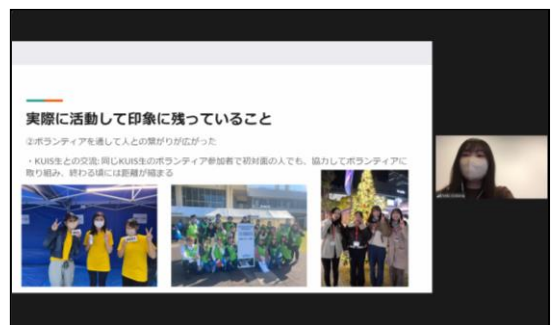 実際に活動して印象に残っていること
②ボランティアを通して人との繋がりが広がった
・KUIS生との交流: 同じKUIS生のボランティア参加者で初対面の人でも、協力してボランティアに
取り組み、終わる頃には距離が縮まる